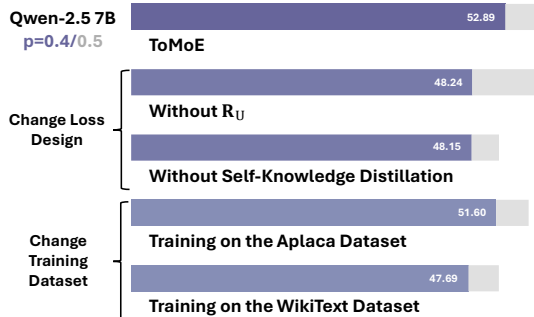 Qwen-2.5 7B
p=0.4/0.5
52.89
ToMoE
Change Loss
Design
48.24
Without R_U
48.15
Without Self-Knowledge Distillation
Change
Training
Dataset
51.60
Training on the Aplaca Dataset
47.69
Training on the WikiText Dataset